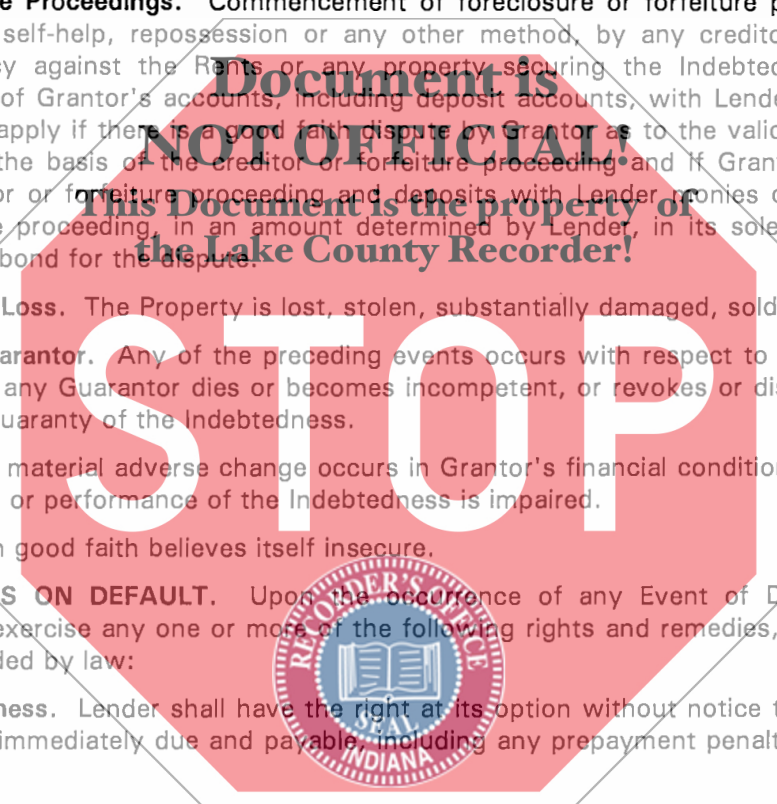 e Proceedings. Commencement of foreclosure or forfeiture p
self-help, repossession or any other method, by any credito
y against the Rents or any property securing the Indebted
of Grantor's accounts, including deposit accounts, with Lende
apply if there is a good faith dispute by Grantor as to the valid
the basis of the creditor or forfeiture proceeding and if Grant
or or forfeiture proceeding and deposits with Lender monies o
e proceeding, in an amount determined by Lender, in its sole
bond for the dispute.
Document is
NOT OFFICIAL!
This Document is the property of
the Lake County Recorder!
Loss. The Property is lost, stolen, substantially damaged, sold
arantor. Any of the preceding events occurs with respect to
any Guarantor dies or becomes incompetent, or revokes or di
uaranty of the Indebtedness.
STOP
material adverse change occurs in Grantor's financial condition
or performance of the Indebtedness is impaired.
n good faith believes itself insecure.
S ON DEFAULT. Upon the occurrence of any Event of D
exercise any one or more of the following rights and remedies,
ded by law:
ness. Lender shall have the right at its option without notice t
immediately due and payable, including any prepayment penalt
RECORDER'S OFFICE
SEAL
INDIANA